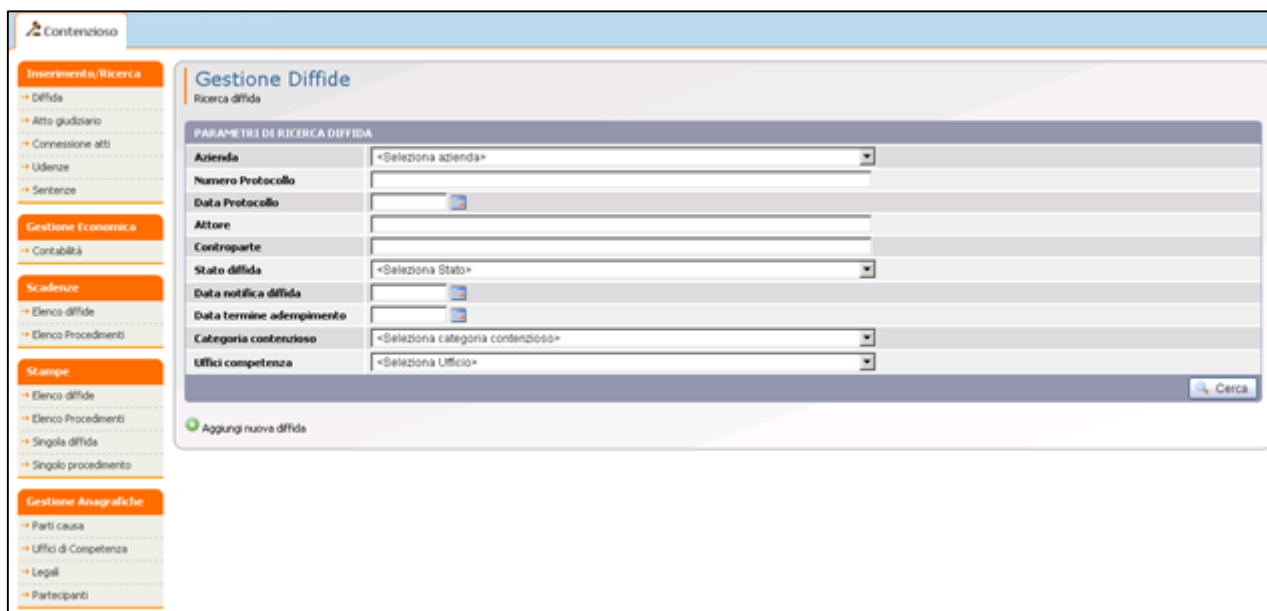 Contenzioso
Inserimento/Ricerca
Diffida
Atto giudiziario
Connessione atti
Udienze
Sentenze
Gestione Economica
Contabilità
Scadenze
Elenco diffide
Elenco Procedimenti
Stampe
Elenco diffide
Elenco Procedimenti
Singola diffida
Singolo procedimento
Gestione Anagrafiche
Parti causa
Uffici di Competenza
Legali
Partecipanti
Gestione Diffide
Ricerca diffida
PARAMETRI DI RICERCA DIFFIDA
Azienda <Seleziona azienda>
Numero Protocollo
Data Protocollo
Attore
Controparte
Stato diffida <Seleziona Stato>
Data notifica diffida
Data termine adempimento
Categoria contenzioso <Seleziona categoria contenzioso>
Uffici competenza <Seleziona Ufficio>
Cerca
Aggiungi nuova diffida